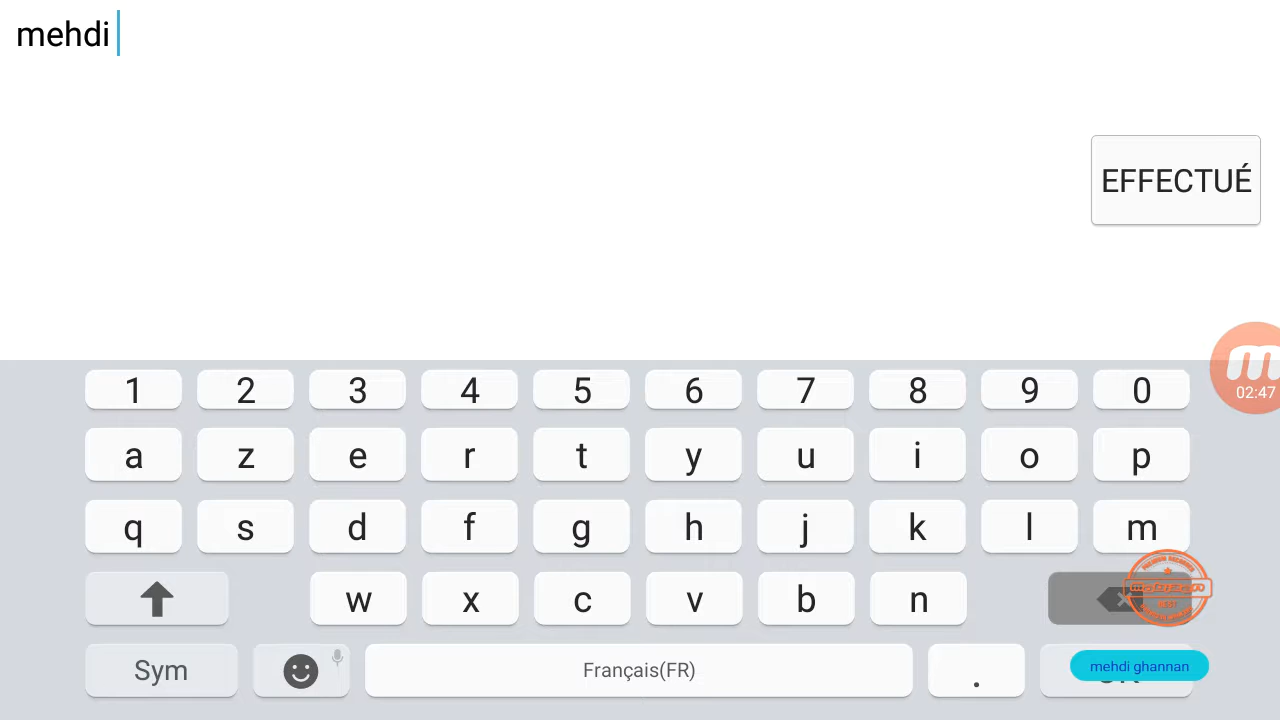 mehdi
EFFECTUÉ
02:47
1 2 3 4 5 6 7 8 9 0
a z e r t y u i o p
q s d f g h j k l m
w x c v b n
Sym Français(FR) .
mehdi ghannan